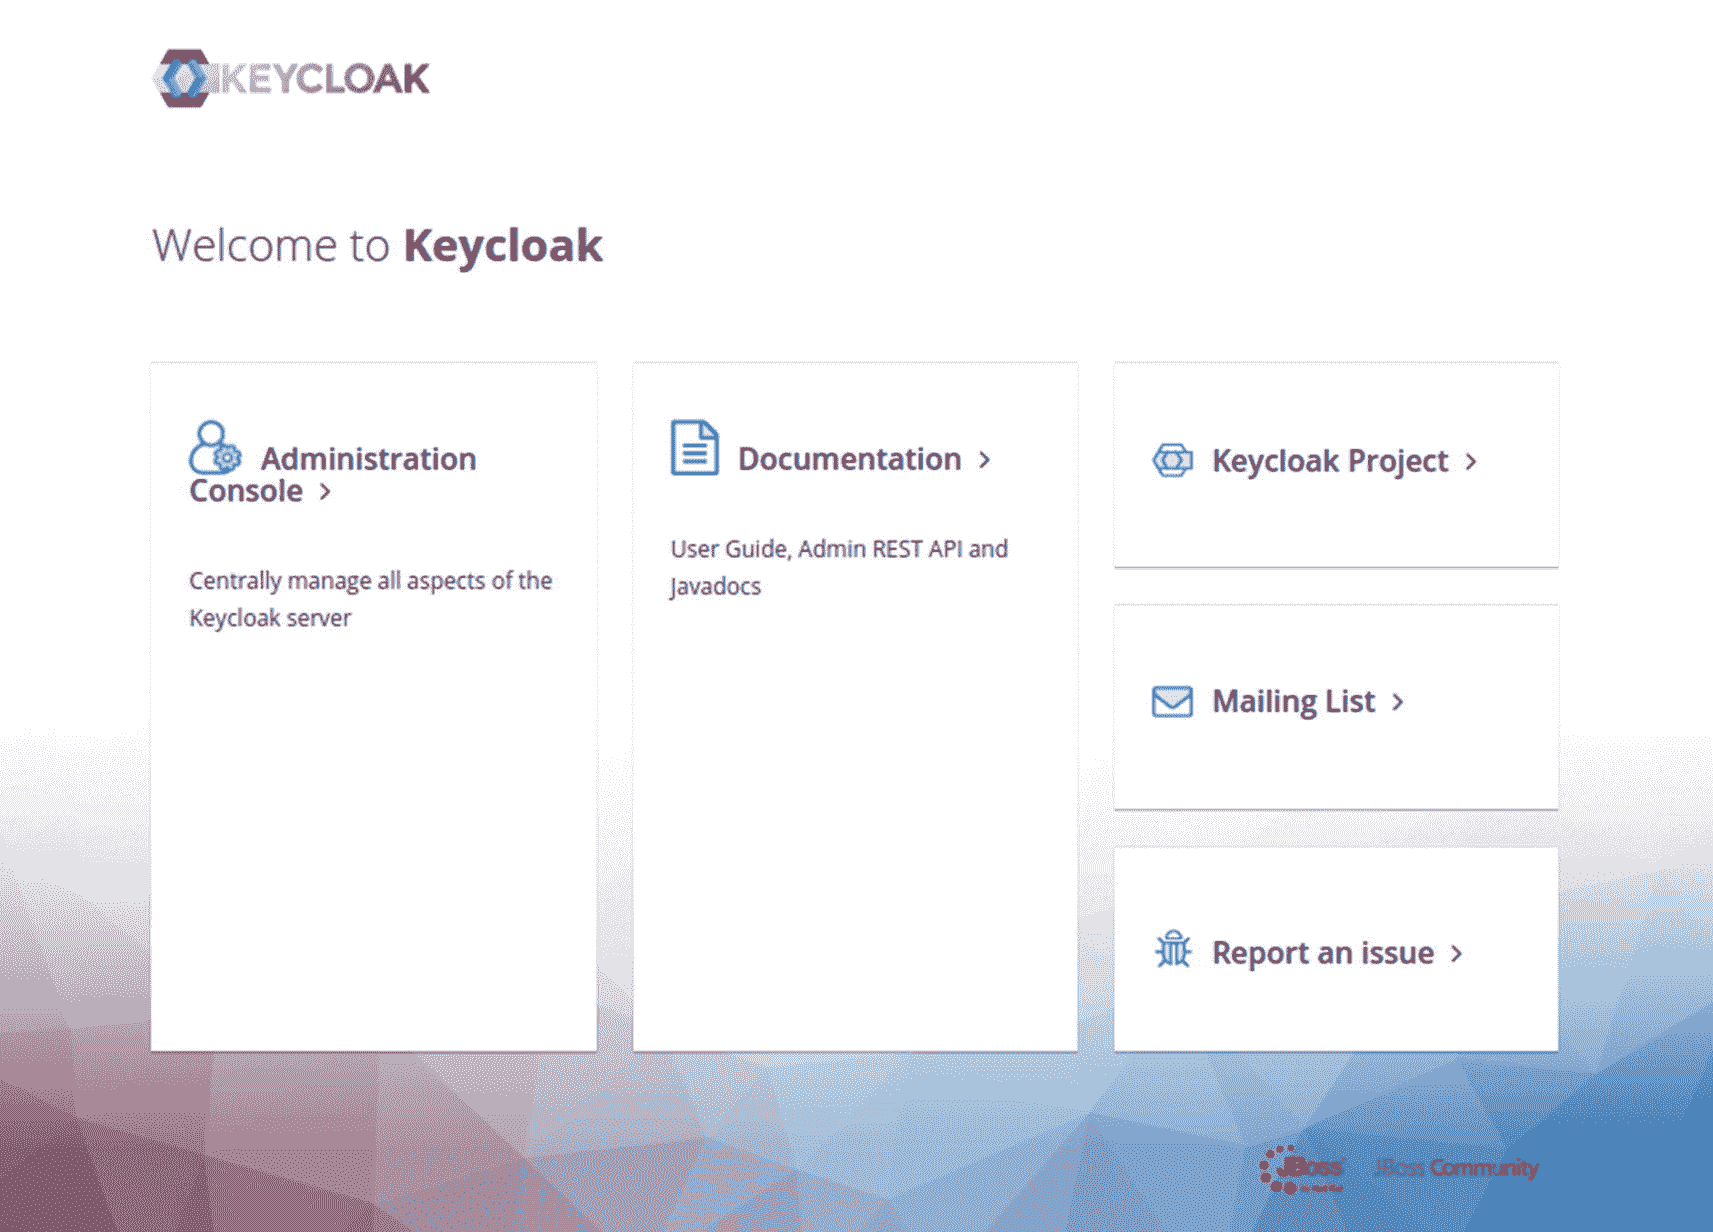 KEYCLOAK
Welcome to Keycloak
Administration
Console
Centrally manage all aspects of the
Keycloak server
Documentation
User Guide, Admin REST API and
Javadocs
Keycloak Project
Mailing List
Report an issue
JBoss
JBoss Community